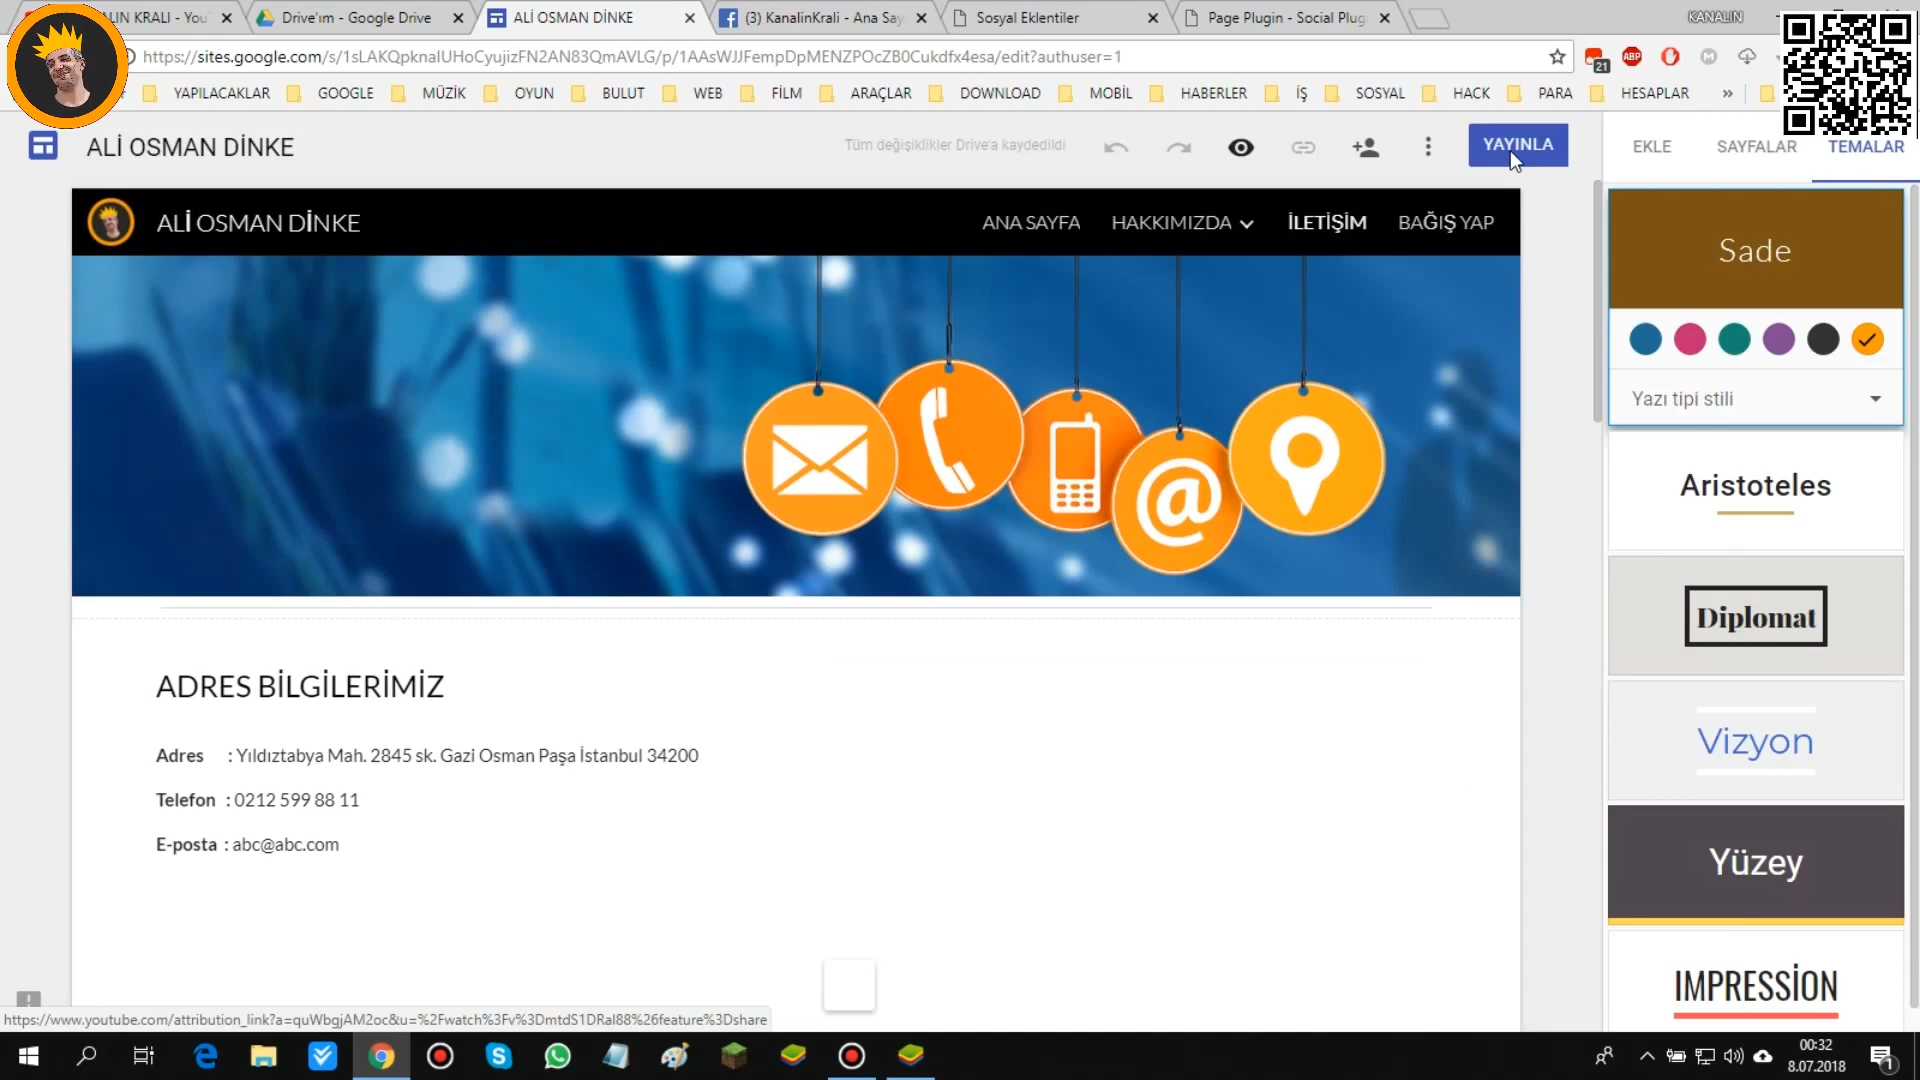 ALIN KRALI - You
Drive'ım - Google Drive
ALİ OSMAN DİNKE
(3) KanalinKrali - Ana Say
Sosyal Eklentiler
Page Plugin - Social Plug
KANALIN
https://sites.google.com/s/1sLAKQpknalUHoCyujizFN2AN83QmAVLG/p/1AAsWJJFempDpMENZPOcZB0Cukdfx4esa/edit?authuser=1
21
ABP
YAPILACAKLAR GOOGLE MÜZİK OYUN BULUT WEB FİLM ARAÇLAR DOWNLOAD MOBİL HABERLER İŞ SOSYAL HACK PARA HESAPLAR »
ALİ OSMAN DİNKE
Tüm değişiklikler Drive'a kaydedildi
YAYINLA
EKLE SAYFALAR TEMALAR
ALİ OSMAN DİNKE
ANA SAYFA HAKKIMIZDA İLETİŞİM BAĞIŞ YAP
Sade
Yazı tipi stili
Aristoteles
Diplomat
Vizyon
Yüzey
IMPRESSİON
ADRES BİLGİLERİMİZ
Adres : Yıldıztabya Mah. 2845 sk. Gazi Osman Paşa İstanbul 34200
Telefon : 0212 599 88 11
E-posta : abc@abc.com
https://www.youtube.com/attribution_link?a=quWbgjAM2oc&u=%2Fwatch%3Fv%3DmtdS1DRal88%26feature%3Dshare
00:32
8.07.2018
1